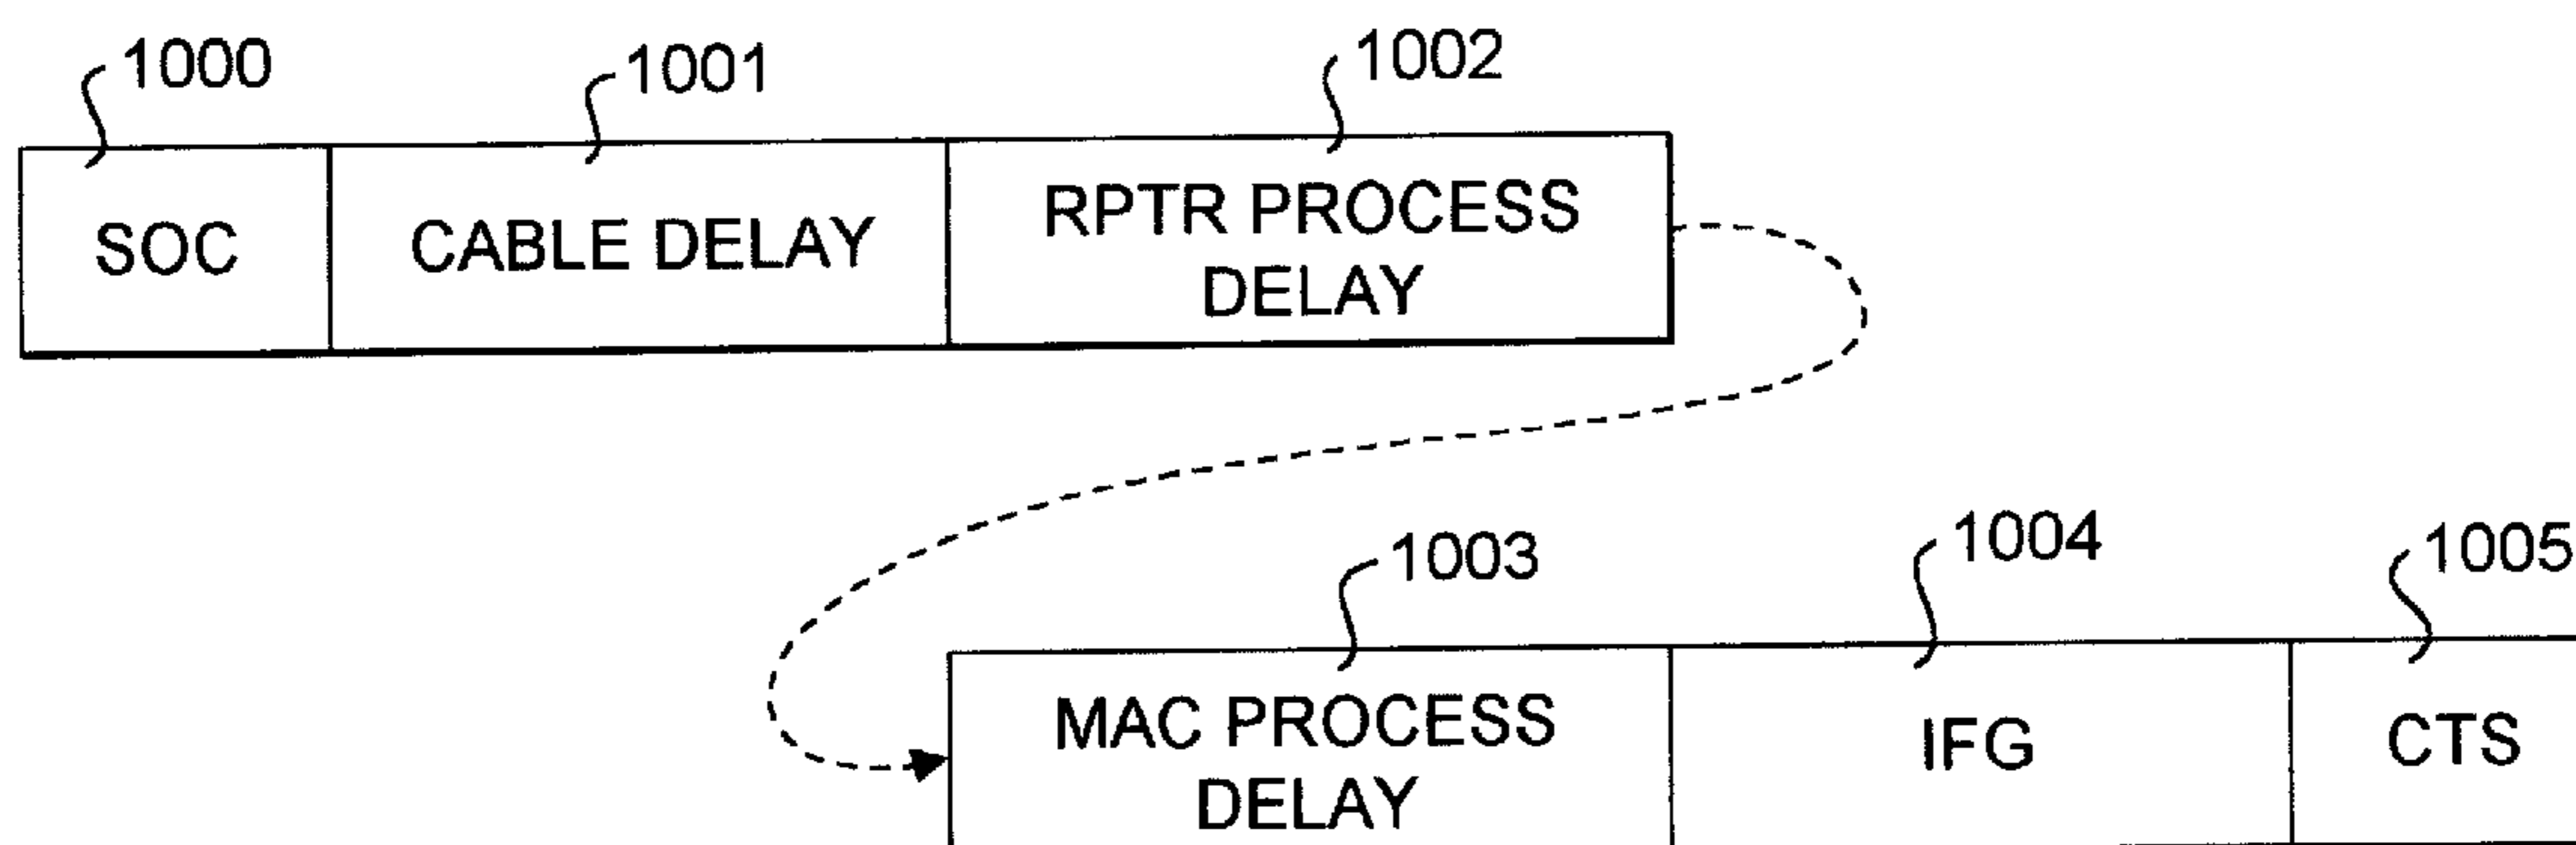 1000
1001
1002
SOC
CABLE DELAY
RPTR PROCESS
DELAY
1003
1004
1005
MAC PROCESS
DELAY
IFG
CTS